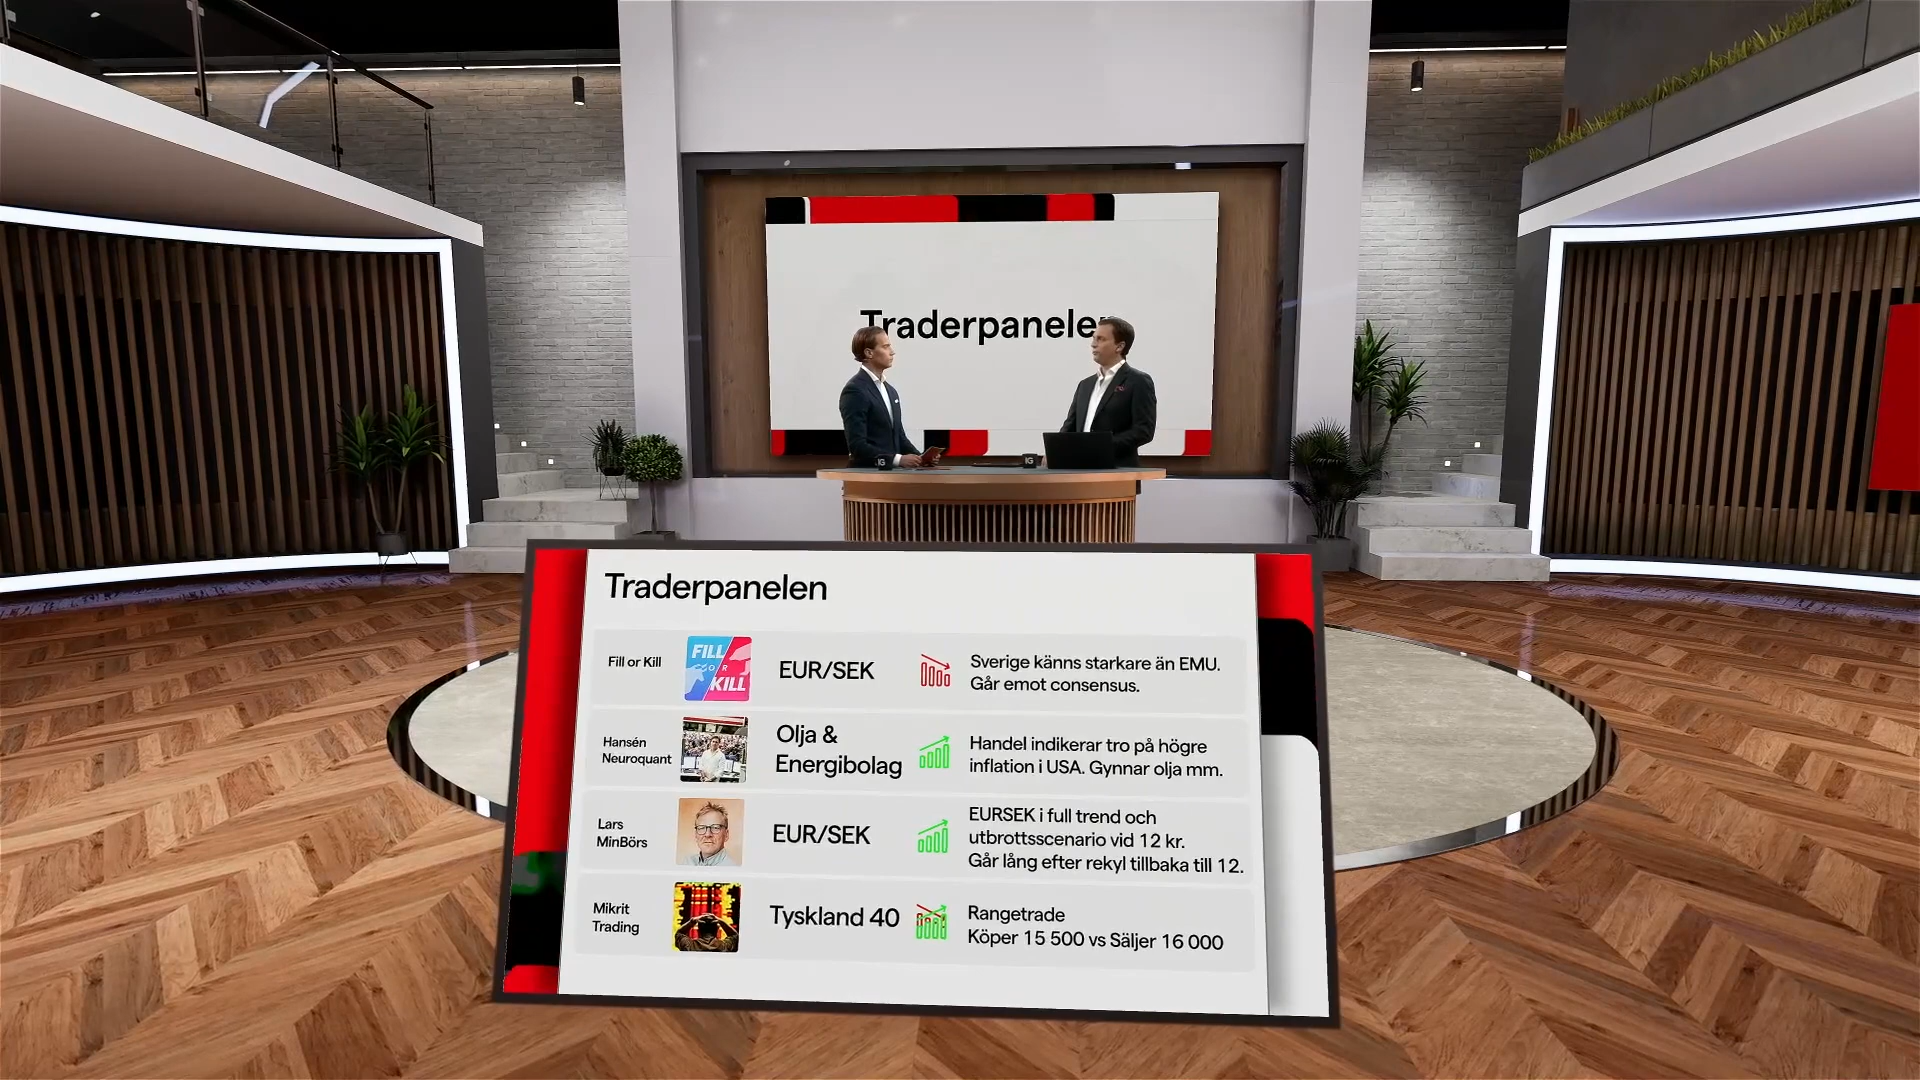 Traderpanelen
IG
IG
Traderpanelen
Fill or Kill
FILL
OR
KILL
EUR/SEK
Sverige känns starkare än EMU.
Går emot consensus.
Hansén
Neuroquant
Olja &
Energibolag
Handel indikerar tro på högre
inflation i USA. Gynnar olja mm.
Lars
MinBörs
EUR/SEK
EURSEK i full trend och
utbrottsscenario vid 12 kr.
Går lång efter rekyl tillbaka till 12.
Mikrit
Trading
Tyskland 40
Rangetrade
Köper 15 500 vs Säljer 16 000